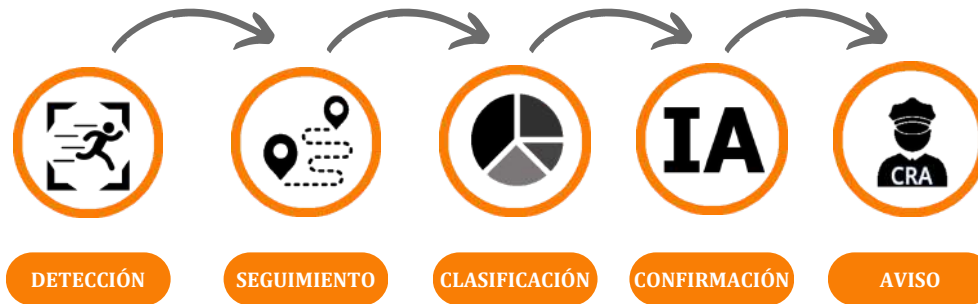 IA
CRA
DETECCIÓN
SEGUIMIENTO
CLASIFICACIÓN
CONFIRMACIÓN
AVISO